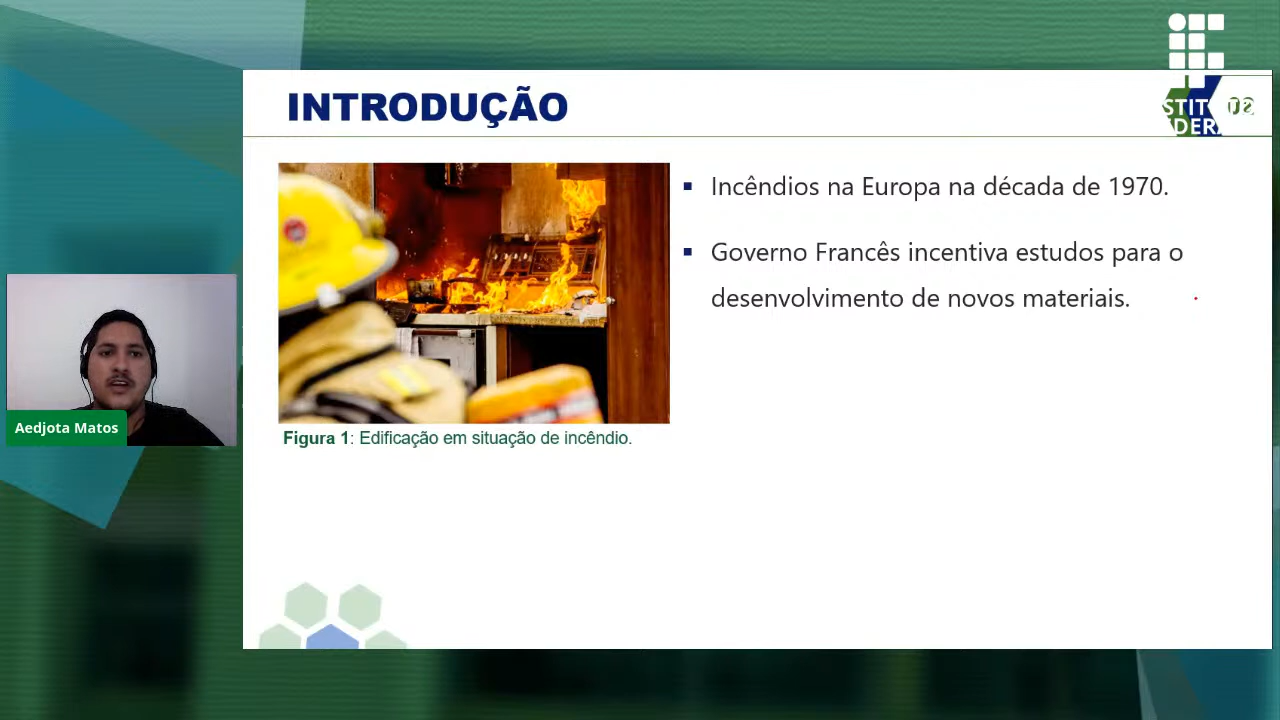 INTRODUÇÃO
Incêndios na Europa na década de 1970.
Governo Francês incentiva estudos para o
desenvolvimento de novos materiais.
Figura 1: Edificação em situação de incêndio.
Aedjota Matos